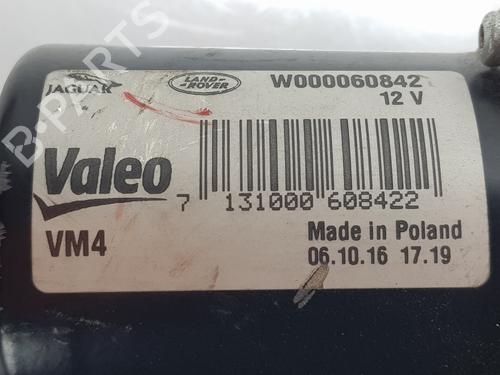 B-PARTS
JAGUAR
LAND-
ROVER
W000060842
12 V
Valeo
7 131000 608422
VM4
Made in Poland
06.10.16 17.19